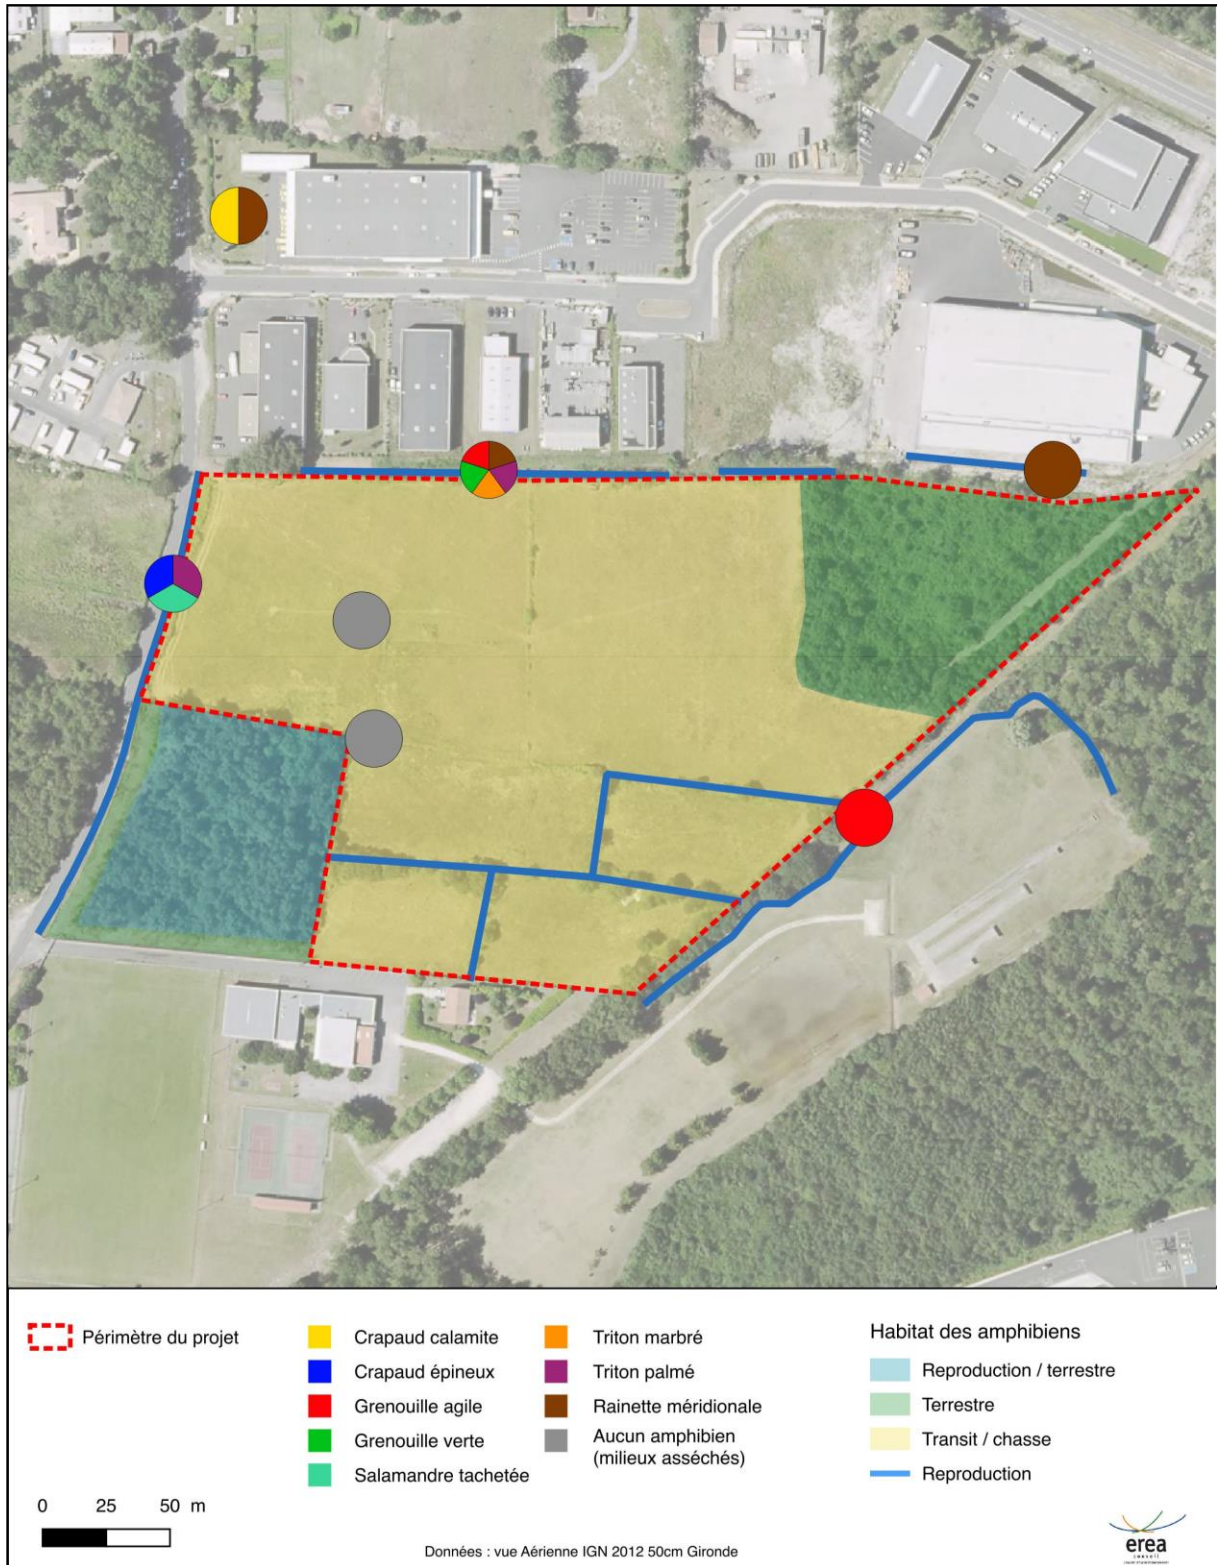 Périmètre du projet
Crapaud calamite
Crapaud épineux
Grenouille agile
Grenouille verte
Salamandre tachetée
Triton marbré
Triton palmé
Rainette méridionale
Aucun amphibien
(milieux asséchés)
Habitat des amphibiens
Reproduction / terrestre
Terrestre
Transit / chasse
Reproduction
0 25 50 m
Données : vue Aérienne IGN 2012 50cm Gironde
erea
conseil